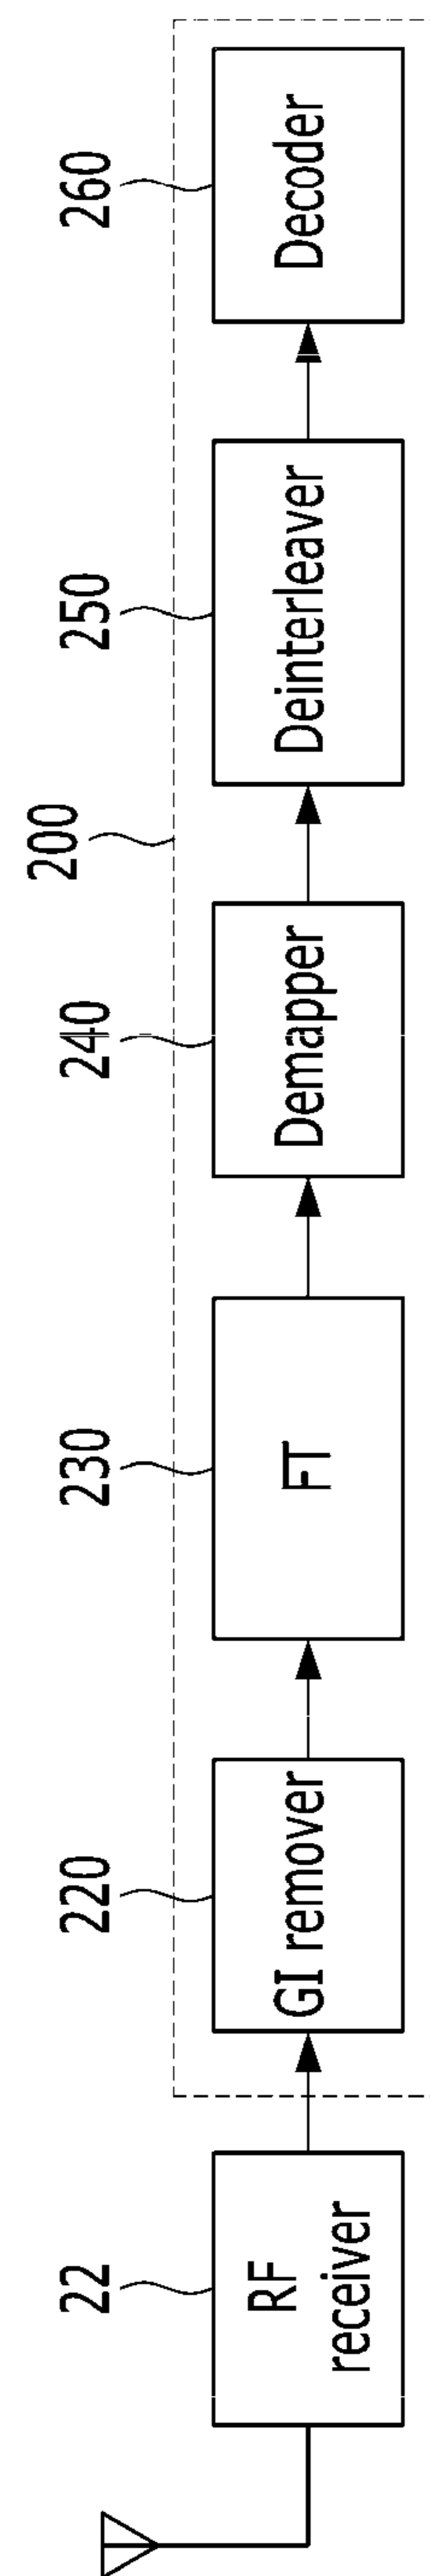 200
22
220
230
240
250
260
RF
receiver
GI remover
FT
Demapper
Deinterleaver
Decoder